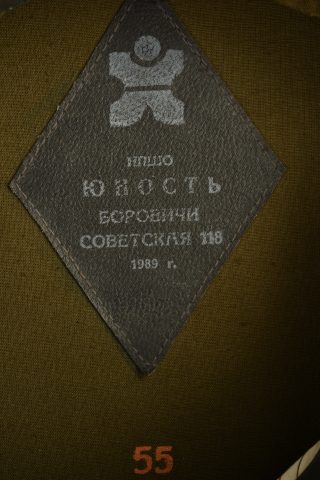 НПШО
ЮНОСТЬ
БОРОВИЧИ
СОВЕТСКАЯ 118
1989 г.
55